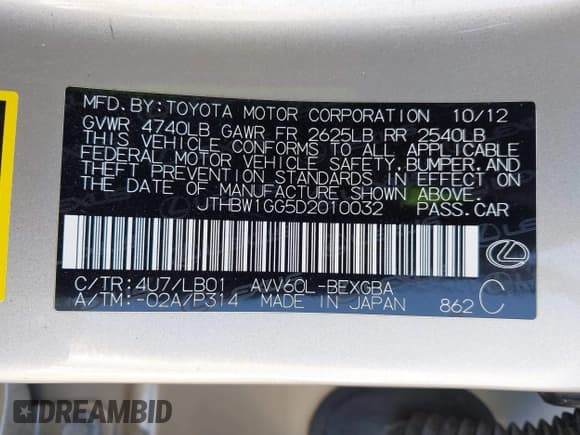 MFD. BY: TOYOTA MOTOR CORPORATION 10/12
GVWR 4740LB GAWR FR 2625LB RR 2540LB
THIS VEHICLE CONFORMS TO ALL APPLICABLE
FEDERAL MOTOR VEHICLE SAFETY, BUMPER, AND
THEFT PREVENTION STANDARDS IN EFFECT ON
THE DATE OF MANUFACTURE SHOWN ABOVE.
JTHBW1GG5D2010032 PASS. CAR
C/TR: 4U7/LB01 AVV60L-BEXGBA
A/TM: -02A/P314 MADE IN JAPAN 862 C
DREAMBID